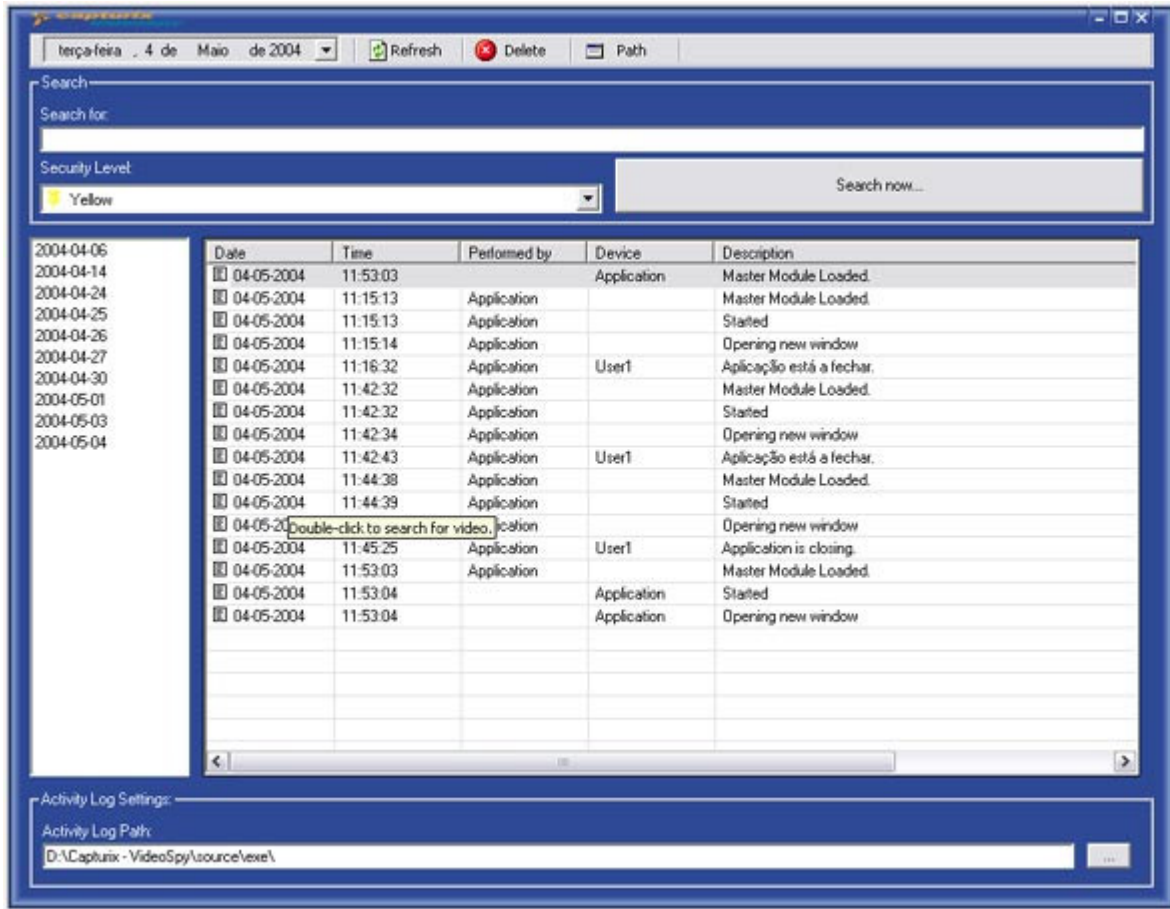 terça-feira , 4 de Maio de 2004 Refresh Delete Path
Search
Search for:
Security Level:
Yellow
Search now...
2004-04-06
2004-04-14
2004-04-24
2004-04-25
2004-04-26
2004-04-27
2004-04-30
2004-05-01
2004-05-03
2004-05-04
Date Time Performed by Device Description
04-05-2004 11:53:03 Application Master Module Loaded.
04-05-2004 11:15:13 Application Master Module Loaded.
04-05-2004 11:15:13 Application Started
04-05-2004 11:15:14 Application Opening new window
04-05-2004 11:16:32 Application User1 Aplicação está a fechar.
04-05-2004 11:42:32 Application Master Module Loaded.
04-05-2004 11:42:32 Application Started
04-05-2004 11:42:34 Application Opening new window
04-05-2004 11:42:43 Application User1 Aplicação está a fechar.
04-05-2004 11:44:38 Application Master Module Loaded.
04-05-2004 11:44:39 Application Started
04-05-20 Double-click to search for video. ication Opening new window
04-05-2004 11:45:25 Application User1 Application is closing.
04-05-2004 11:53:03 Application Master Module Loaded.
04-05-2004 11:53:04 Application Started
04-05-2004 11:53:04 Application Opening new window
Activity Log Settings:
Activity Log Path:
D:\Capturix - VideoSpy\source\exe\
...